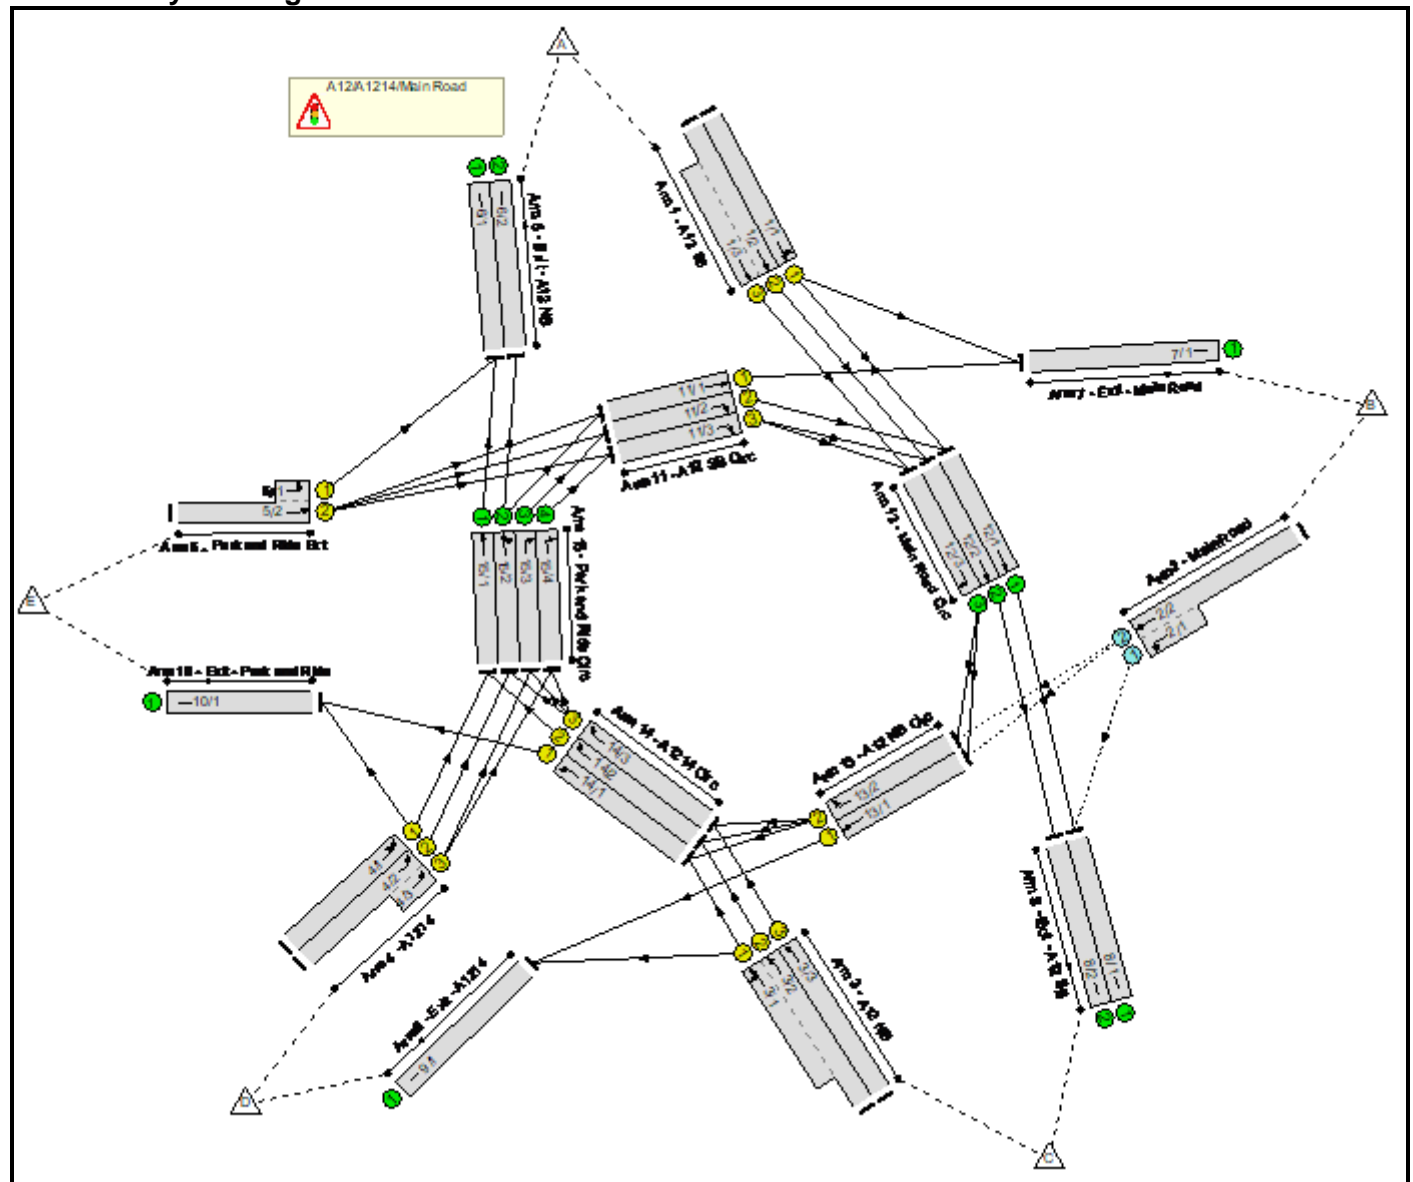 A
A12/A1214/Main Road
Arm 1 - A12 SB
1/1
1/2
1/3
6/1
6/2
Arm 6 - Exit - A12 NB
7/1
Arm 7 - Exit - Main Road
B
11/1
11/2
11/3
Arm 11 - A12 SB Circ
5/2
Park and Ride Ext
E
15/1
15/2
15/3
15/4
Arm 15 - Park and Ride Circ
12/1
12/2
12/3
Arm 12 - Main Road Circ
Arm 2 - Main Road
2/2
2/1
Arm 10 - Exit - Park and Ride
10/1
Arm 14 - A1214 Circ
14/3
14/2
14/1
Arm 13 - A12 NB Circ
13/2
13/1
4/1
4/2
4/3
Arm 4 - A1214
Arm 9 - Exit - A1214
9/1
D
3/1
3/2
3/3
Arm 3 - A12 NB
Arm 8 - Exit - A12 SB
8/2
8/1
C